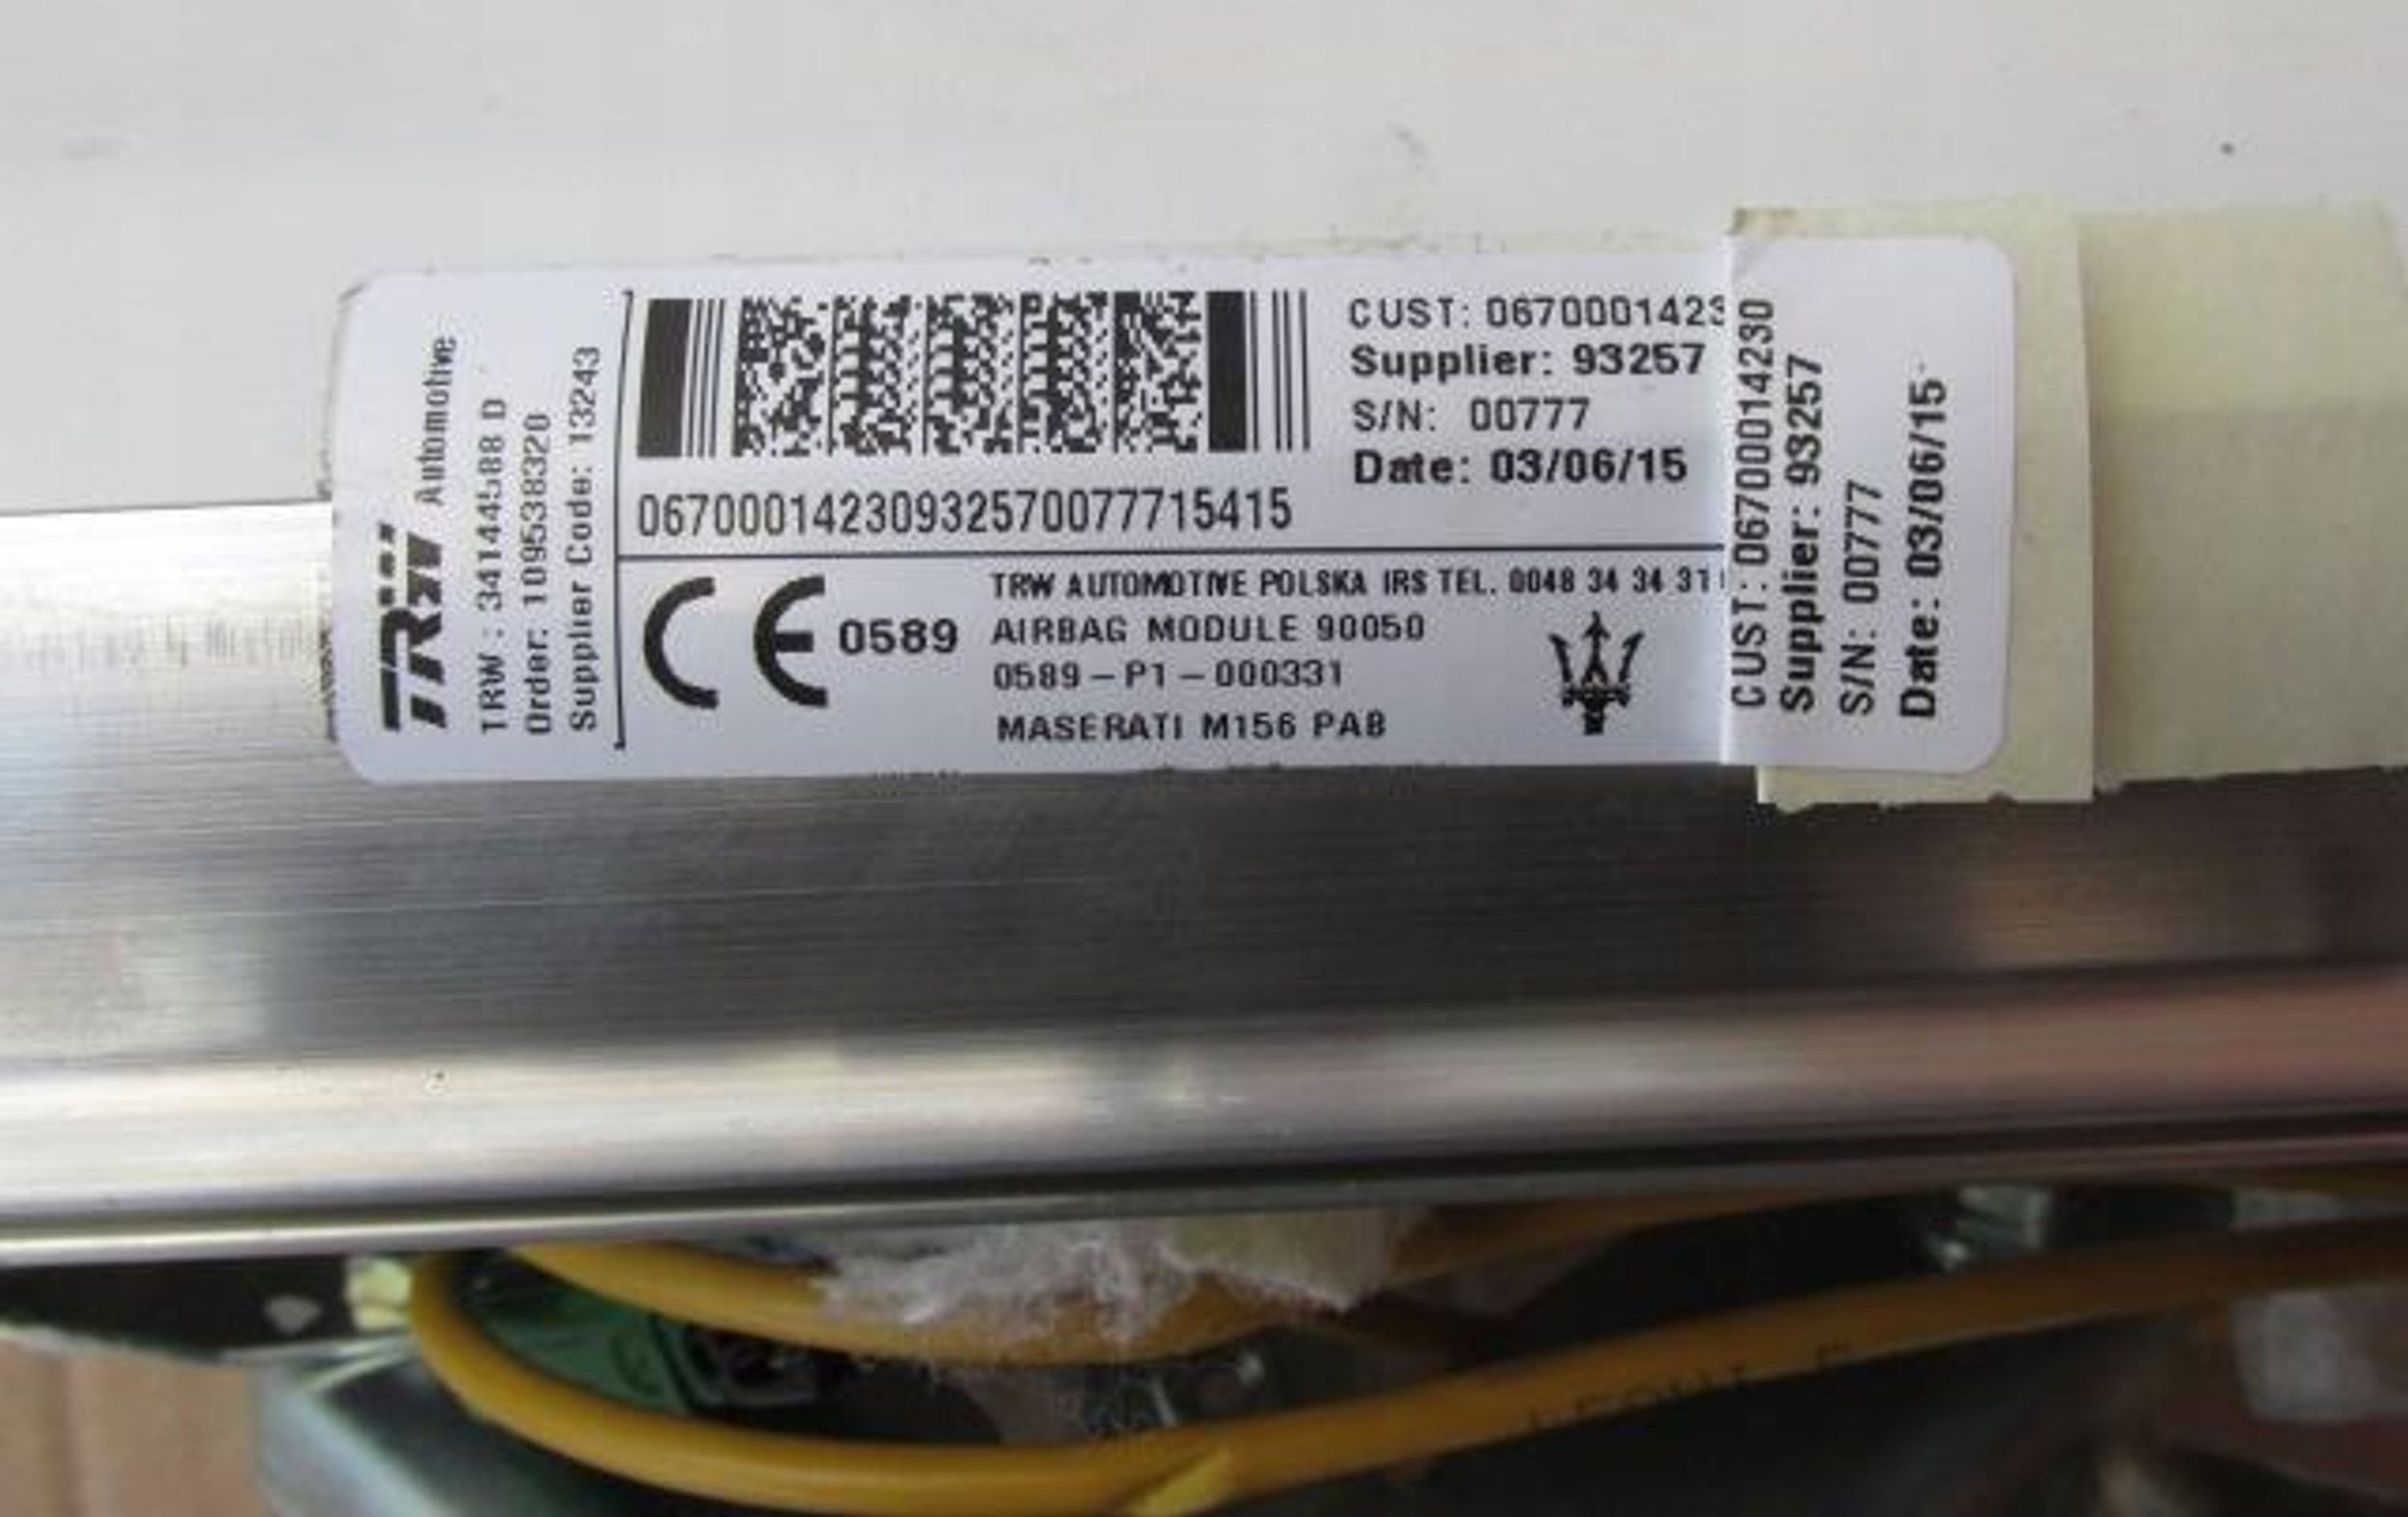 TRW Automotive
TRW : 34144588 D
Order: 109538320
Supplier Code: 13243
CUST: 0670001423
Supplier: 93257
S/N: 00777
Date: 03/06/15
06700014230932570077715415
CE 0589
TRW AUTOMOTIVE POLSKA IRS TEL. 0048 34 34 31
AIRBAG MODULE 90050
0589-P1-000331
MASERATI M156 PAB
CUST: 06700014230
Supplier: 93257
S/N: 00777
Date: 03/06/15